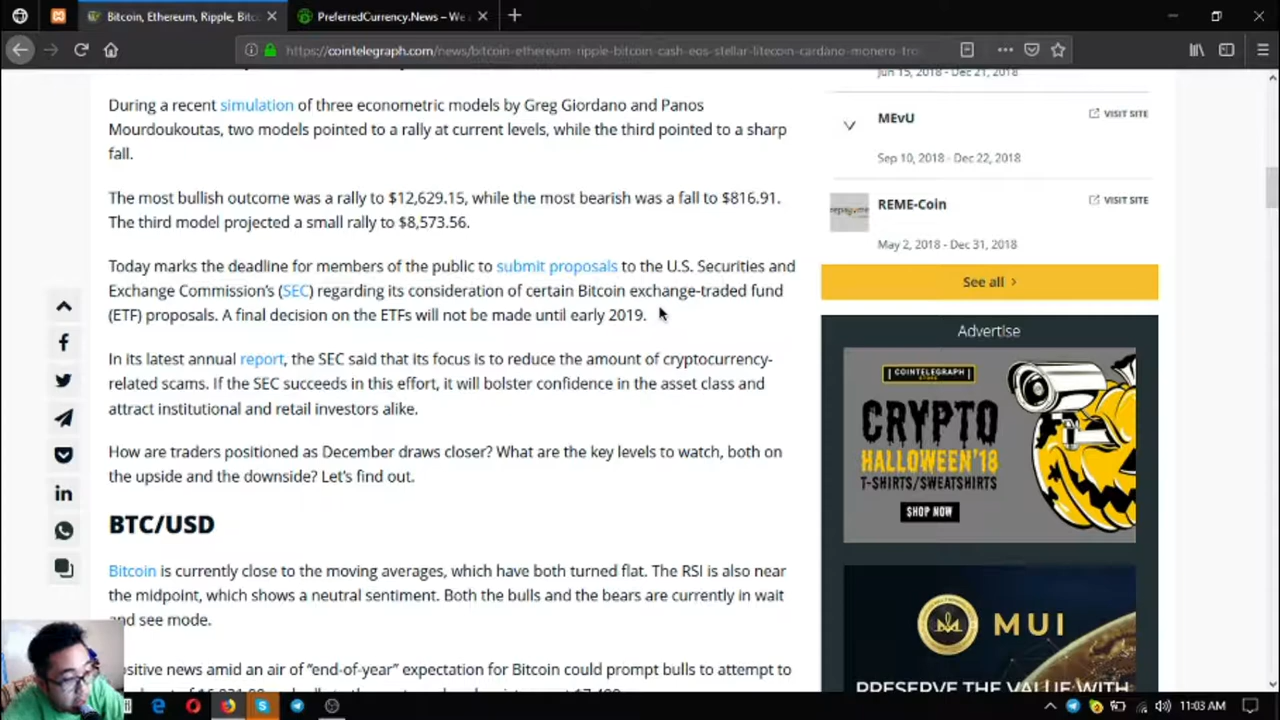 Bitcoin, Ethereum, Ripple, Bitc
PreferredCurrency.News – We a
https://cointelegraph.com/news/bitcoin-ethereum-ripple-bitcoin-cash-eos-stellar-litecoin-cardano-monero-tro
During a recent simulation of three econometric models by Greg Giordano and Panos
Mourdoukoutas, two models pointed to a rally at current levels, while the third pointed to a sharp
fall.
The most bullish outcome was a rally to $12,629.15, while the most bearish was a fall to $816.91.
The third model projected a small rally to $8,573.56.
Today marks the deadline for members of the public to submit proposals to the U.S. Securities and
Exchange Commission's (SEC) regarding its consideration of certain Bitcoin exchange-traded fund
(ETF) proposals. A final decision on the ETFs will not be made until early 2019.
In its latest annual report, the SEC said that its focus is to reduce the amount of cryptocurrency-
related scams. If the SEC succeeds in this effort, it will bolster confidence in the asset class and
attract institutional and retail investors alike.
How are traders positioned as December draws closer? What are the key levels to watch, both on
the upside and the downside? Let's find out.
BTC/USD
Bitcoin is currently close to the moving averages, which have both turned flat. The RSI is also near
the midpoint, which shows a neutral sentiment. Both the bulls and the bears are currently in wait
and see mode.
ositive news amid an air of “end-of-year” expectation for Bitcoin could prompt bulls to attempt to
Jun 15, 2018 - Dec 21, 2018
MEvU
VISIT SITE
Sep 10, 2018 - Dec 22, 2018
repagame
REME-Coin
VISIT SITE
May 2, 2018 - Dec 31, 2018
See all
Advertise
COINTELEGRAPH
CRYPTO
HALLOWEEN'18
T-SHIRTS/SWEATSHIRTS
SHOP NOW
MUI
PRESERVE THE VALUE WITH
11:03 AM